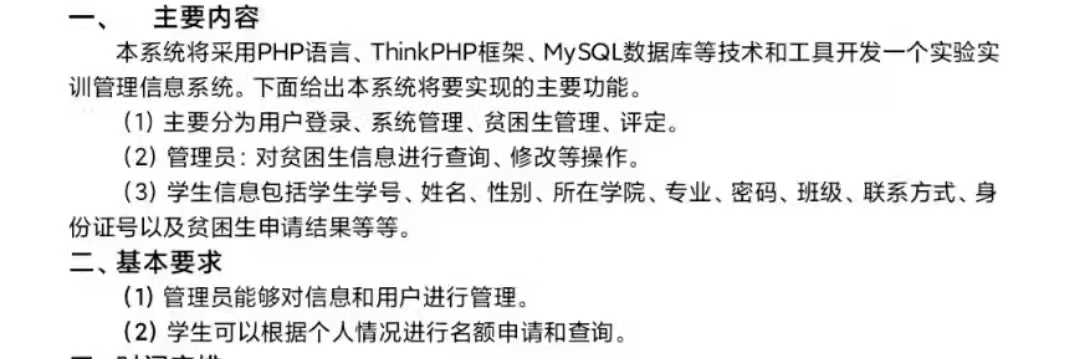 一、 主要内容
本系统将采用PHP语言、ThinkPHP框架、MySQL数据库等技术和工具开发一个实验实
训管理信息系统。下面给出本系统将要实现的主要功能。
（1）主要分为用户登录、系统管理、贫困生管理、评定。
（2）管理员：对贫困生信息进行查询、修改等操作。
（3）学生信息包括学生学号、姓名、性别、所在学院、专业、密码、班级、联系方式、身
份证号以及贫困生申请结果等等。
二、基本要求
（1）管理员能够对信息和用户进行管理。
（2）学生可以根据个人情况进行名额申请和查询。